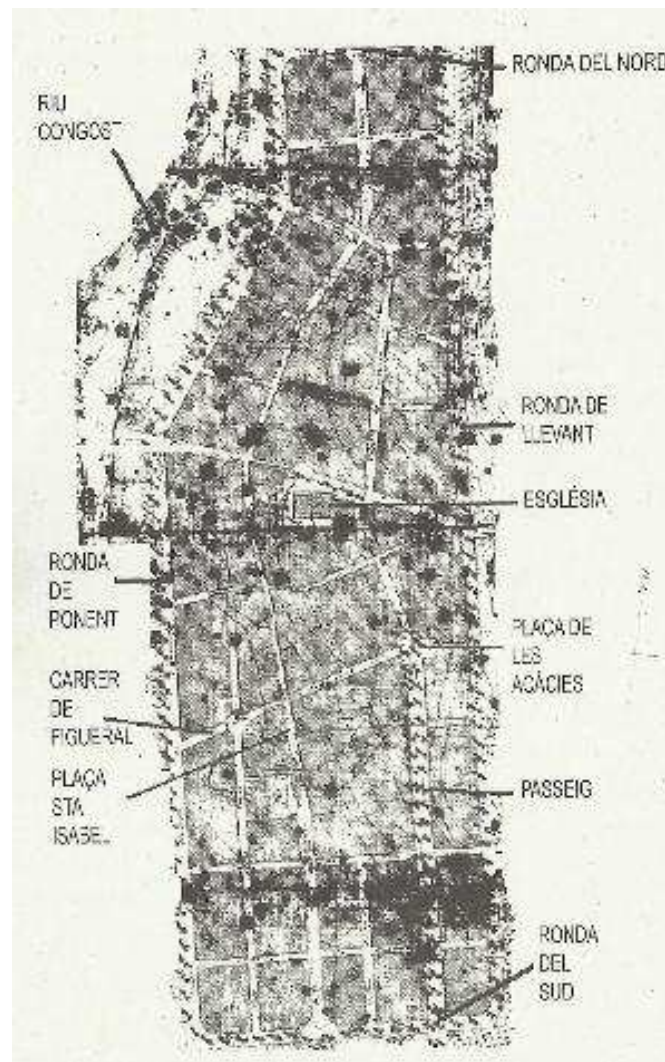 RONDA DEL NORD
RIU
CONGOST
RONDA DE
LLEVANT
ESGLÉSIA
RONDA
DE
PONENT
PLAÇA DE
LES
ACÀCIES
CARRER
DE
FIGUERAL
PLAÇA
STA
ISABEL
PASSEIG
RONDA
DEL
SUD